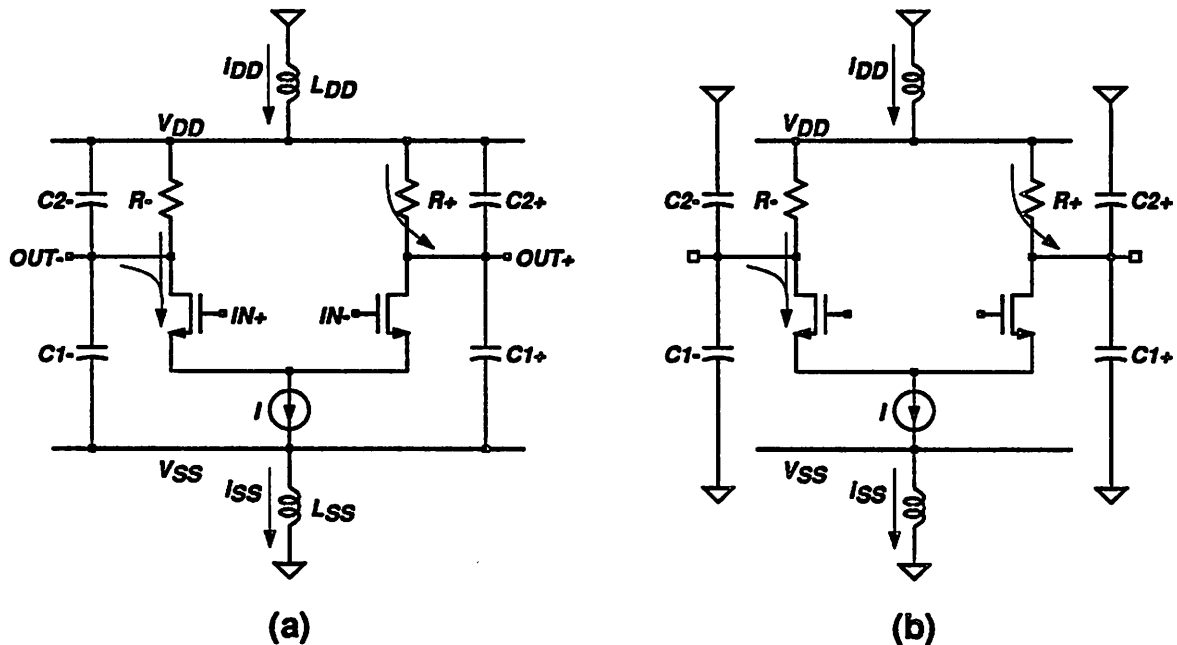 iDD
LDD
VDD
C2-
R-
R+
C2+
OUT-
OUT+
IN+
IN-
C1-
C1+
I
VSS
iSS
LSS
(a)
iDD
VDD
C2-
R-
R+
C2+
C1-
C1+
I
VSS
iSS
(b)